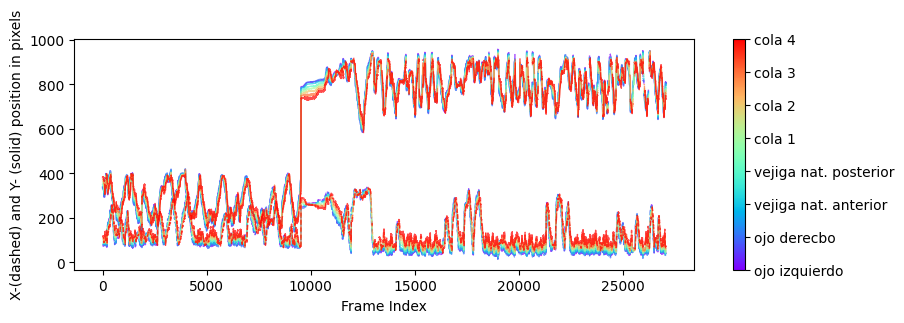 X-(dashed) and Y- (solid) position in pixels
1000
800
600
400
200
0
0 5000 10000 15000 20000 25000
Frame Index
cola 4
cola 3
cola 2
cola 1
vejiga nat. posterior
vejiga nat. anterior
ojo derecbo
ojo izquierdo